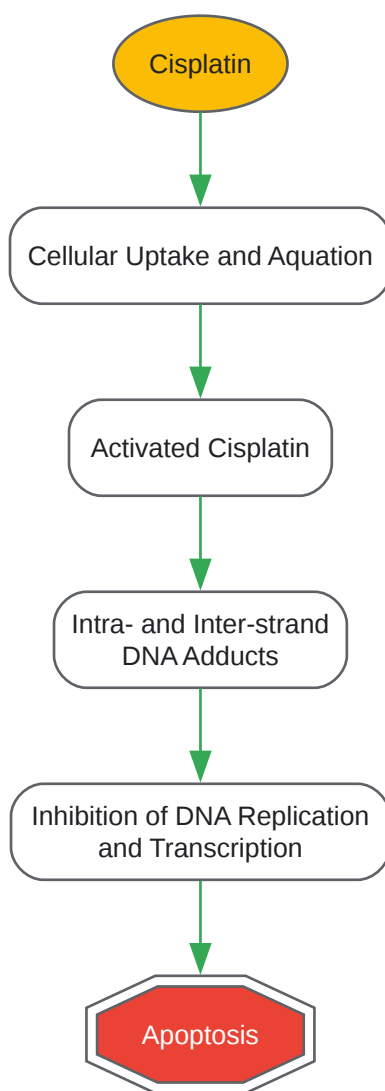 Cisplatin
Cellular Uptake and Aquation
Activated Cisplatin
Intra- and Inter-strand
DNA Adducts
Inhibition of DNA Replication
and Transcription
Apoptosis